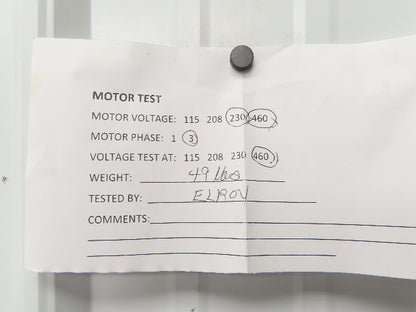 MOTOR TEST
MOTOR VOLTAGE: 115 208 230 460
MOTOR PHASE: 1 3
VOLTAGE TEST AT: 115 208 230 460
WEIGHT: 49 lbs
TESTED BY:
COMMENTS: